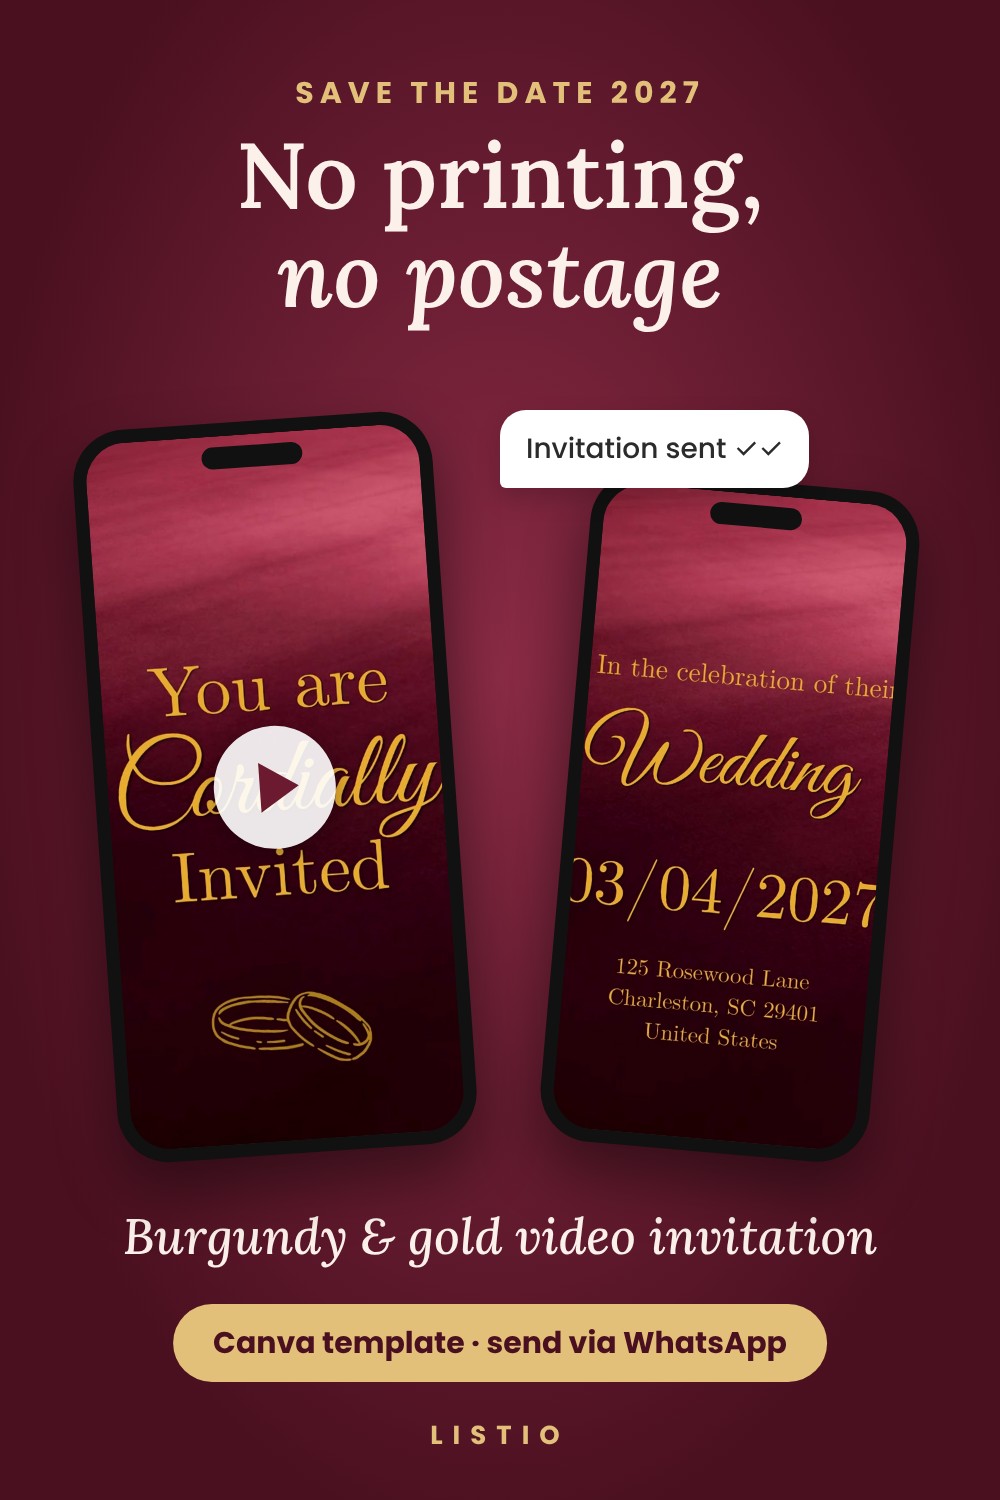 SAVE THE DATE 2027
No printing,
no postage
Invitation sent ✓✓
You are
Cordially
Invited
In the celebration of their
Wedding
03/04/2027
125 Rosewood Lane
Charleston, SC 29401
United States
Burgundy & gold video invitation
Canva template · send via WhatsApp
LISTIO